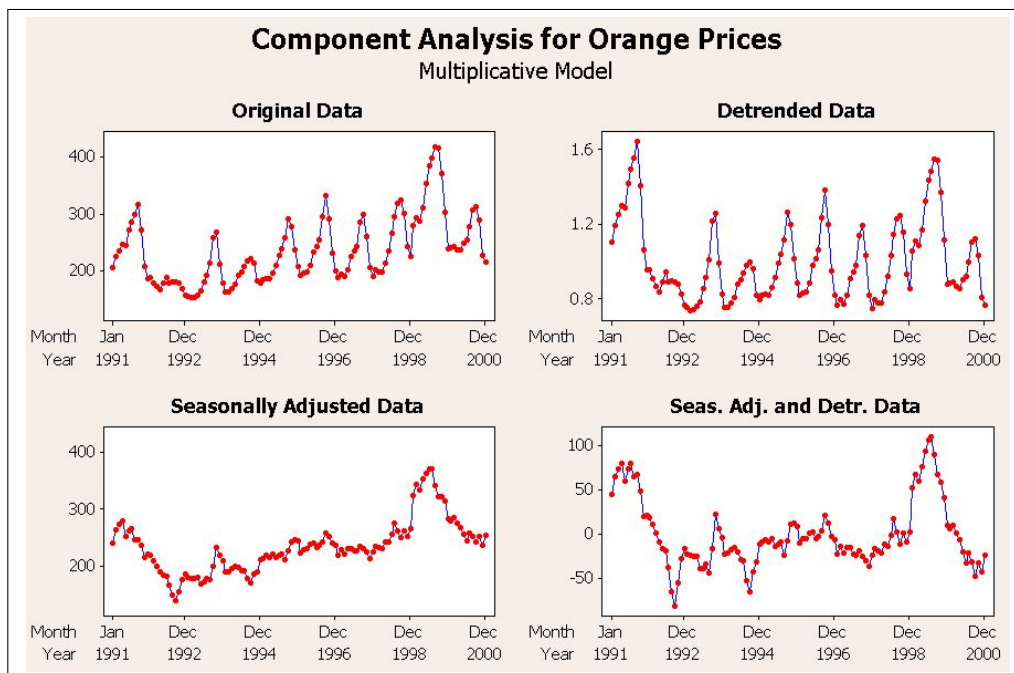 Component Analysis for Orange Prices
Multiplicative Model
Original Data
400
300
200
Month Jan Dec Dec Dec Dec Dec
Year 1991 1992 1994 1996 1998 2000
Detrended Data
1.6
1.2
0.8
Month Jan Dec Dec Dec Dec Dec
Year 1991 1992 1994 1996 1998 2000
Seasonally Adjusted Data
400
300
200
Month Jan Dec Dec Dec Dec Dec
Year 1991 1992 1994 1996 1998 2000
Seas. Adj. and Detr. Data
100
50
0
-50
Month Jan Dec Dec Dec Dec Dec
Year 1991 1992 1994 1996 1998 2000